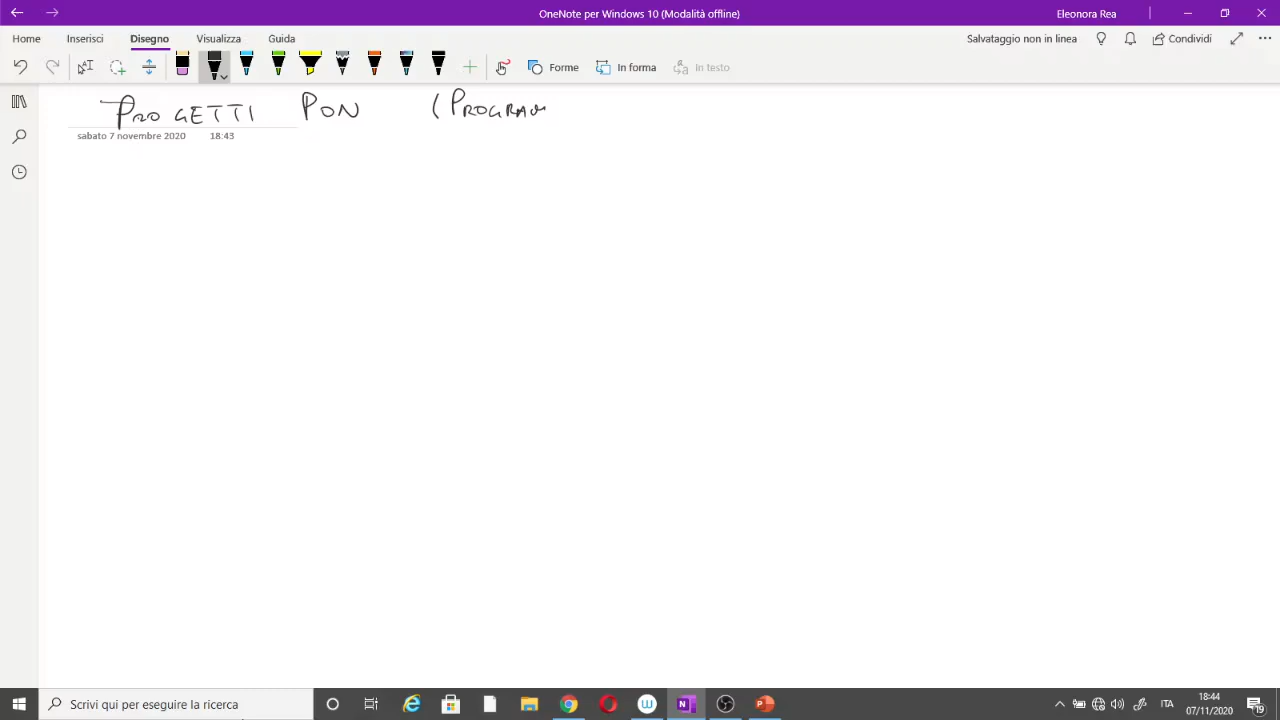 OneNote per Windows 10 (Modalità offline)
Eleonora Rea
Home Inserisci Disegno Visualizza Guida
Salvataggio non in linea Condividi
Forme In forma In testo
PROGETTI PON (PROGRAM
sabato 7 novembre 2020 18:43
Scrivi qui per eseguire la ricerca
ITA
18:44
07/11/2020
19